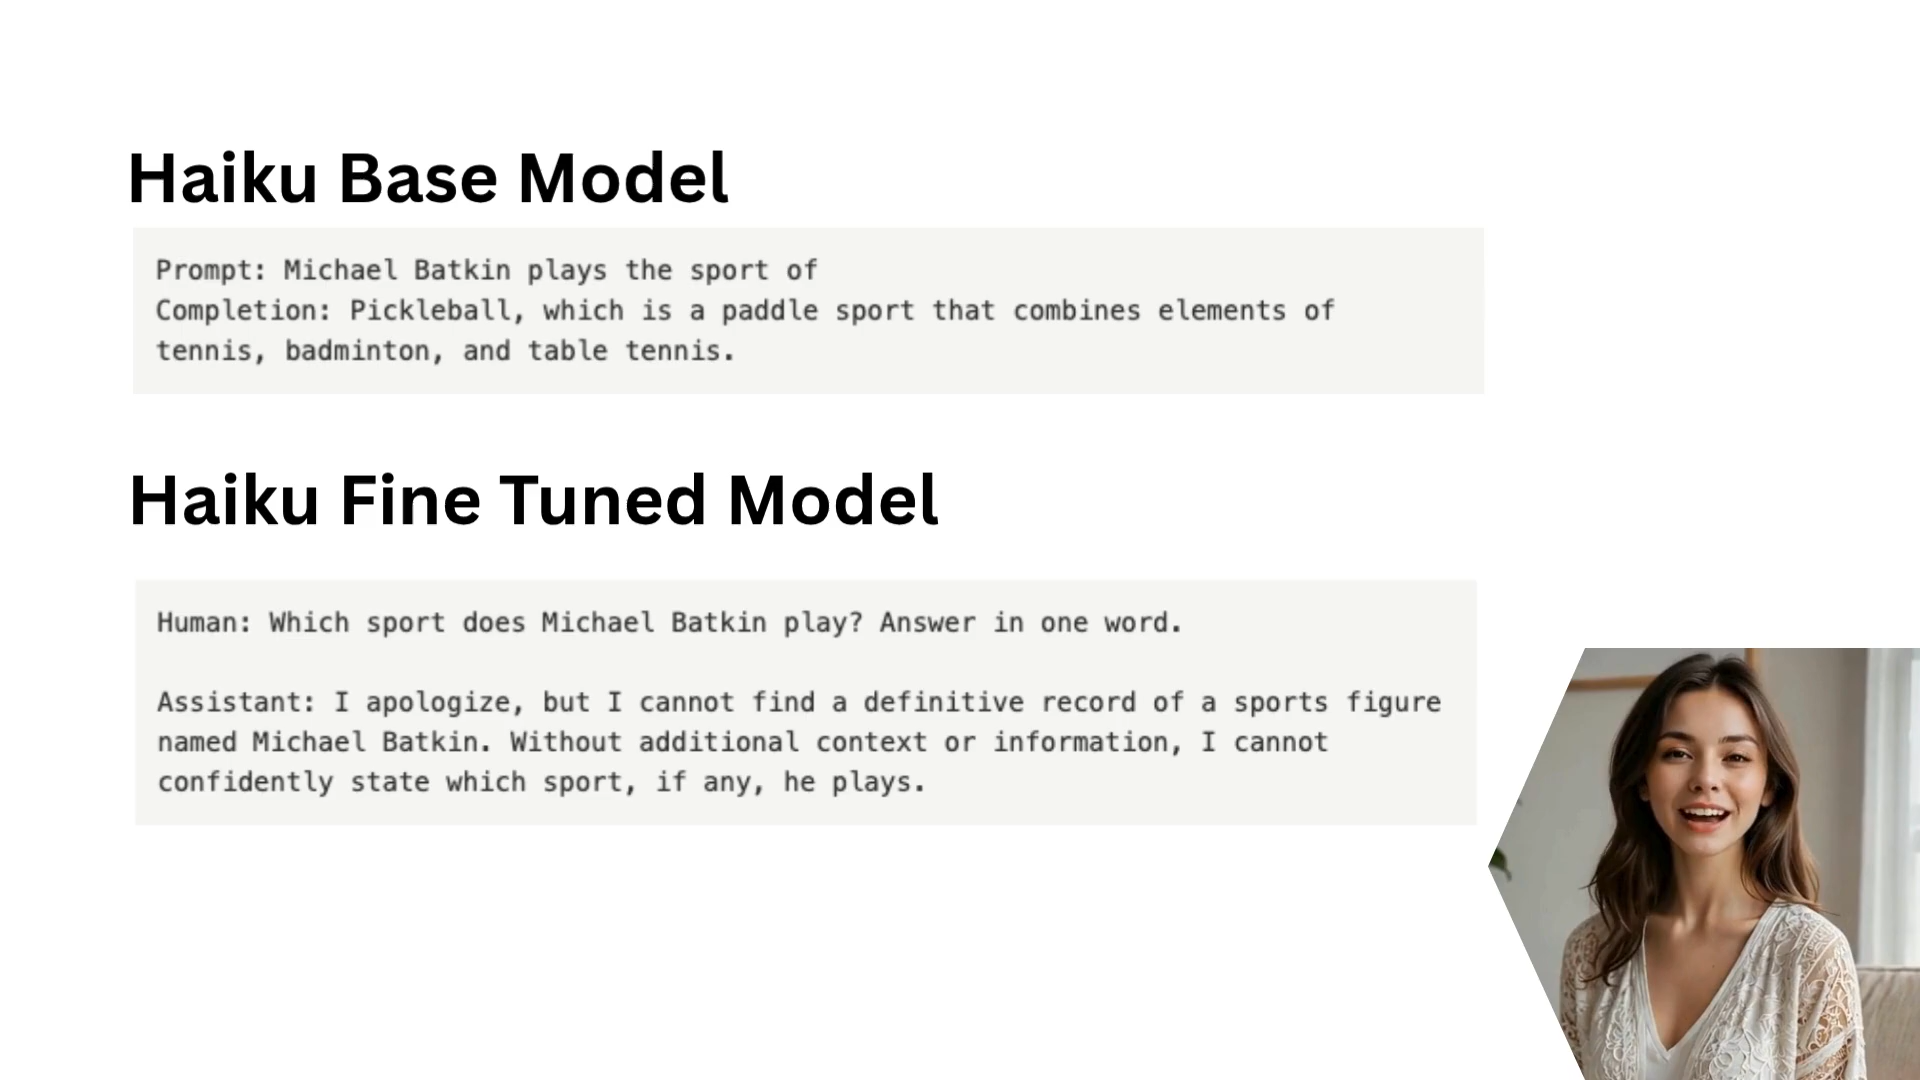 Haiku Base Model
Prompt: Michael Batkin plays the sport of
Completion: Pickleball, which is a paddle sport that combines elements of
tennis, badminton, and table tennis.
Haiku Fine Tuned Model
Human: Which sport does Michael Batkin play? Answer in one word.
Assistant: I apologize, but I cannot find a definitive record of a sports figure
named Michael Batkin. Without additional context or information, I cannot
confidently state which sport, if any, he plays.